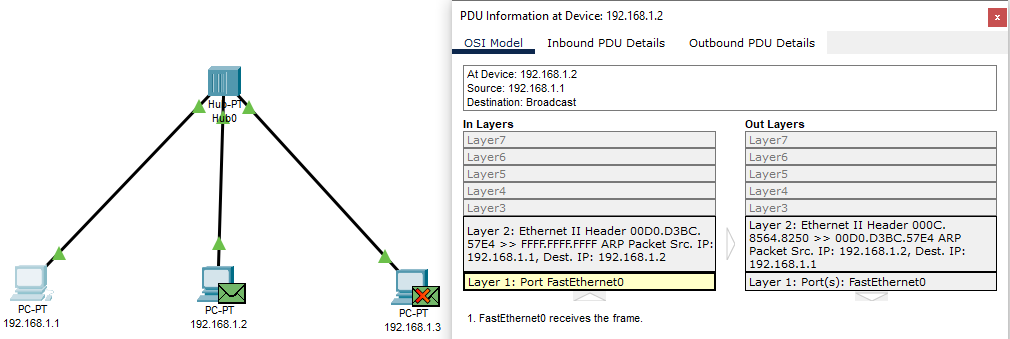 Hub-PT
Hub0
PC-PT
192.168.1.1
PC-PT
192.168.1.2
PC-PT
192.168.1.3
PDU Information at Device: 192.168.1.2
x
OSI Model Inbound PDU Details Outbound PDU Details
At Device: 192.168.1.2
Source: 192.168.1.1
Destination: Broadcast
In Layers
Layer7
Layer6
Layer5
Layer4
Layer3
Layer 2: Ethernet II Header 00D0.D3BC.
57E4 >> FFFF.FFFF.FFFF ARP Packet Src. IP:
192.168.1.1, Dest. IP: 192.168.1.2
Layer 1: Port FastEthernet0
Out Layers
Layer7
Layer6
Layer5
Layer4
Layer3
Layer 2: Ethernet II Header 000C.
8564.8250 >> 00D0.D3BC.57E4 ARP
Packet Src. IP: 192.168.1.2, Dest. IP:
192.168.1.1
Layer 1: Port(s): FastEthernet0
1. FastEthernet0 receives the frame.